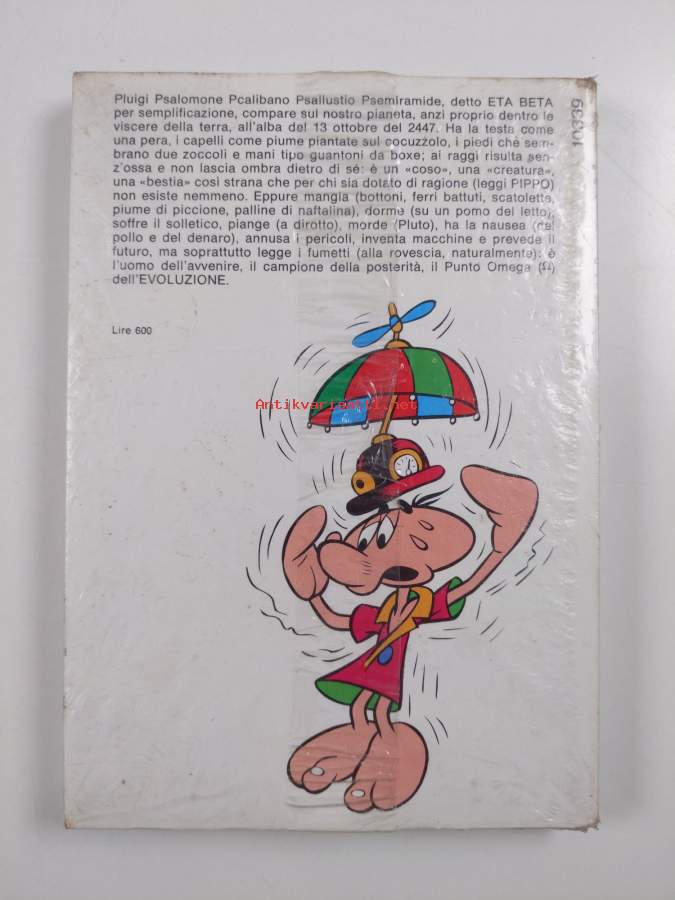 Pluigi Psalomone Pcalibano Psallustio Psemiramide, detto ETA BETA
per semplificazione, compare sul nostro pianeta, anzi proprio dentro le
viscere della terra, all'alba del 13 ottobre del 2447. Ha la testa come
una pera, i capelli come piume piantate sul cocuzzolo, i piedi che sem-
brano due zoccoli e mani tipo guantoni da boxe; ai raggi risulta sen-
z'ossa e non lascia ombra dietro di sé: è un «coso», una «creatura»,
una «bestia» così strana che per chi sia dotato di ragione (leggi PIPPO)
non esiste nemmeno. Eppure mangia (bottoni, ferri battuti, scatolette,
piume di piccione, palline di naftalina), dorme (su un pomo del letto),
soffre il solletico, piange (a dirotto), morde (Pluto), ha la nausea (del
pollo e del denaro), annusa i pericoli, inventa macchine e prevede il
futuro, ma soprattutto legge i fumetti (alla rovescia, naturalmente): è
l'uomo dell'avvenire, il campione della posterità, il Punto Omega (Ω)
dell'EVOLUZIONE.
Lire 600
Antikvariaatti.net